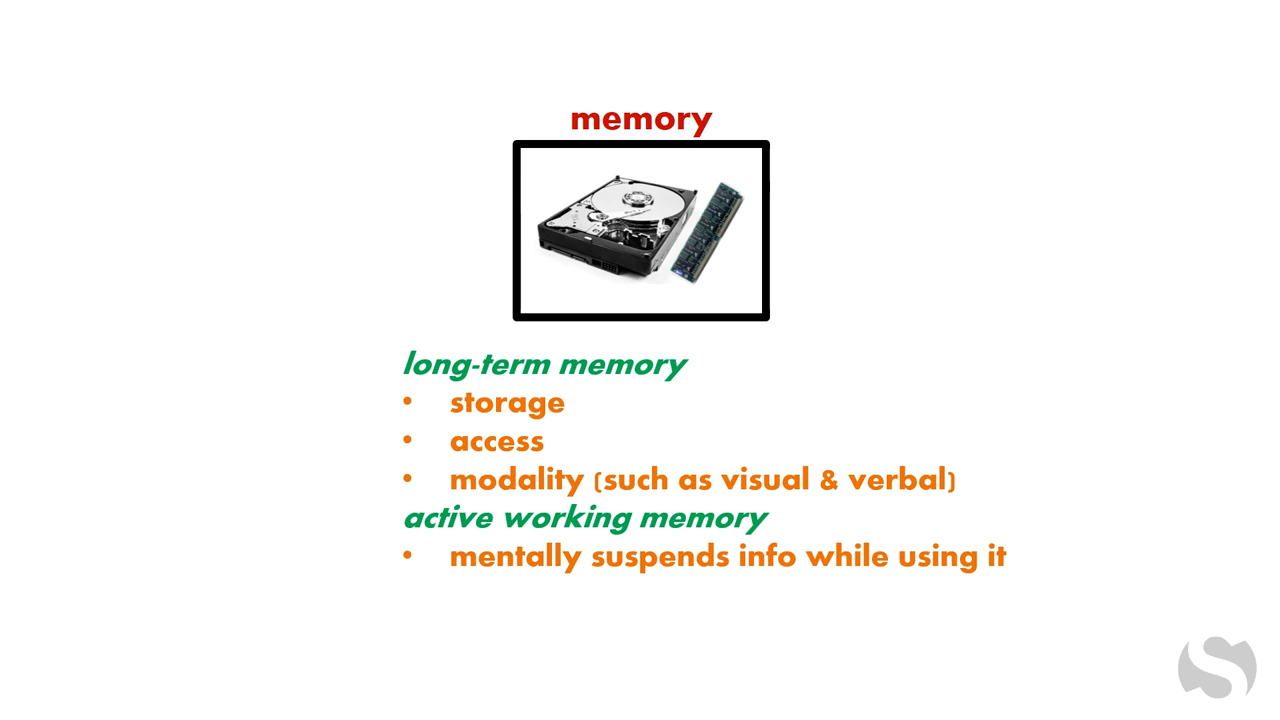 memory
long-term memory
• storage
• access
• modality (such as visual & verbal)
active working memory
• mentally suspends info while using it
S